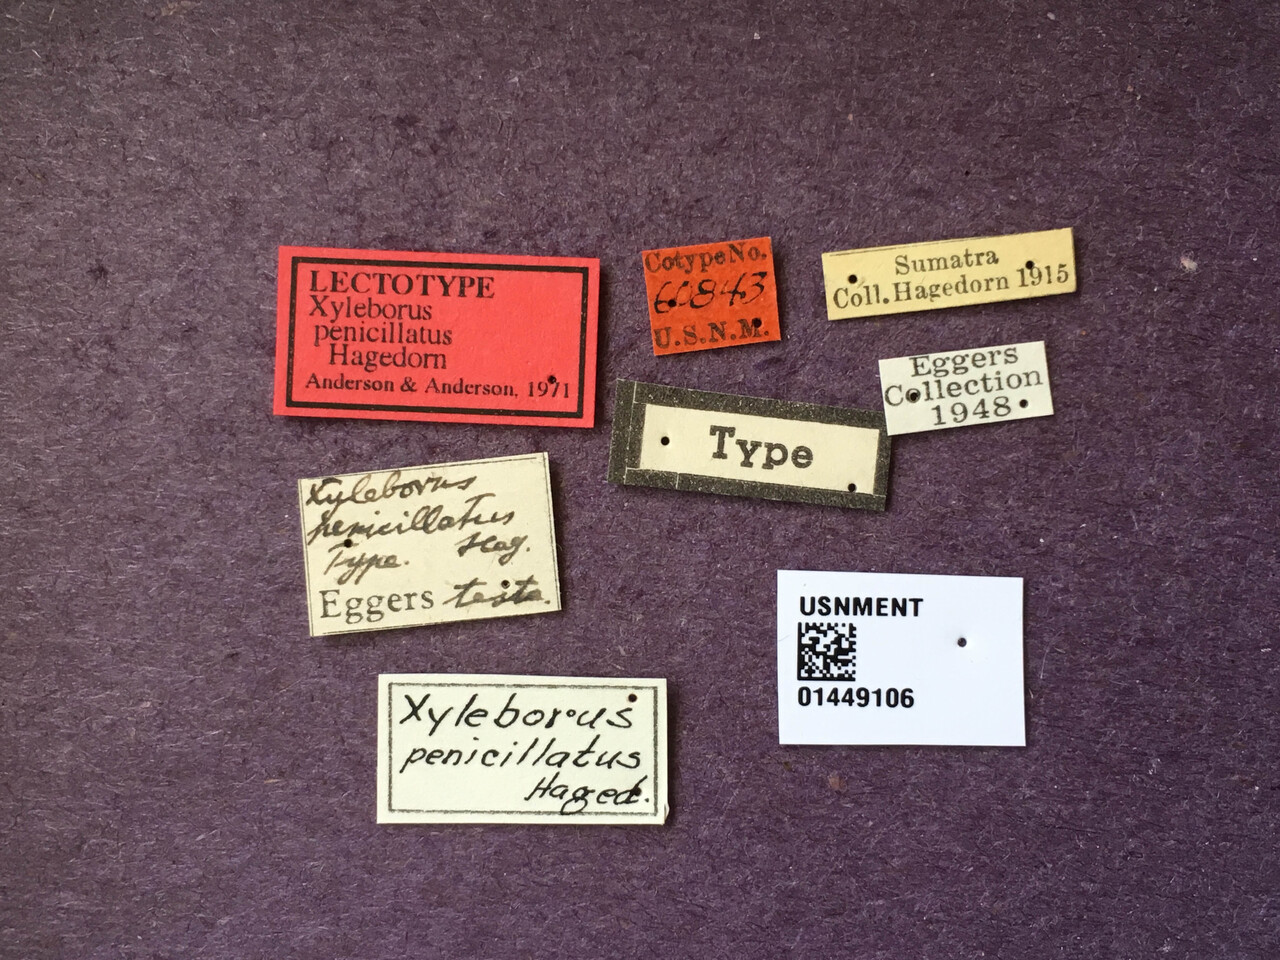 LECTOTYPE
Xyleborus
penicillatus
Hagedorn
Anderson & Anderson, 1971
Cotype No.
60843
U.S.N.M.
Sumatra
Coll. Hagedorn 1915
Eggers
Collection
1948
Type
Xyleborus
penicillatus
Type. Hag.
Eggers teste.
USNMENT
01449106
Xyleborus
penicillatus
Haged.